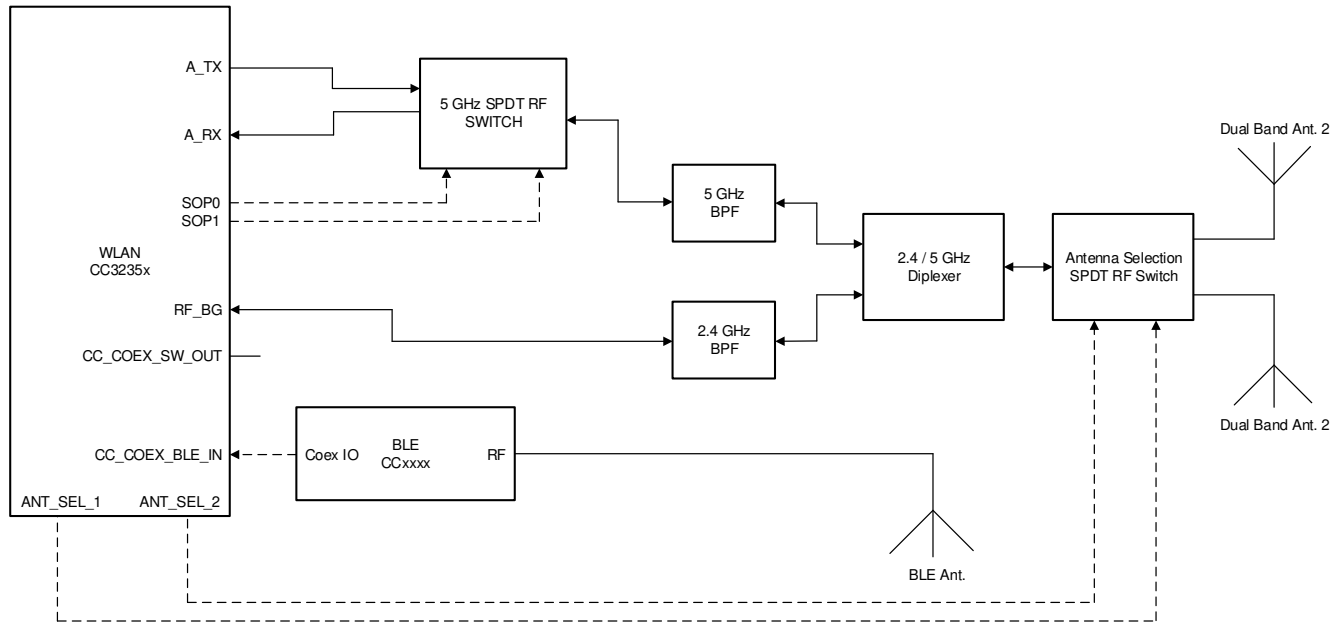 A_TX
A_RX
SOP0
SOP1
WLAN
CC3235x
RF_BG
CC_COEX_SW_OUT
CC_COEX_BLE_IN
ANT_SEL_1
ANT_SEL_2
5 GHz SPDT RF
SWITCH
5 GHz
BPF
2.4 GHz
BPF
2.4 / 5 GHz
Diplexer
Antenna Selection
SPDT RF Switch
Dual Band Ant. 2
Dual Band Ant. 2
Coex IO
BLE
CCxxxx
RF
BLE Ant.